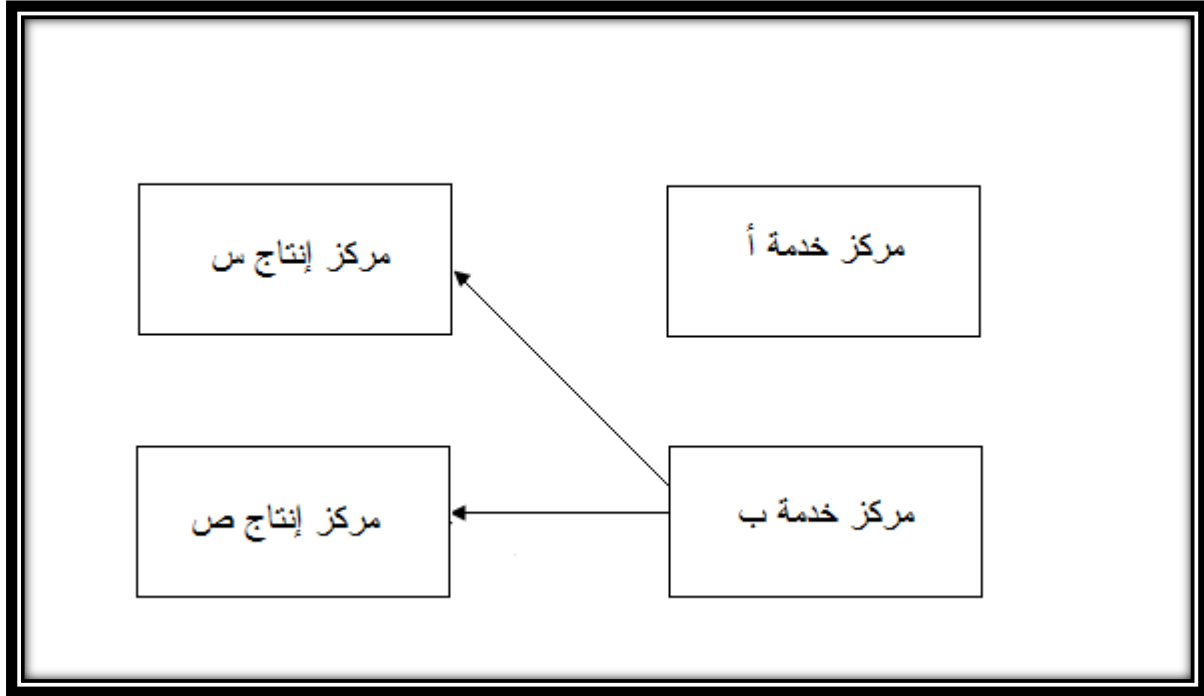 مركز خدمة أ
مركز إنتاج س
مركز خدمة ب
مركز إنتاج ص